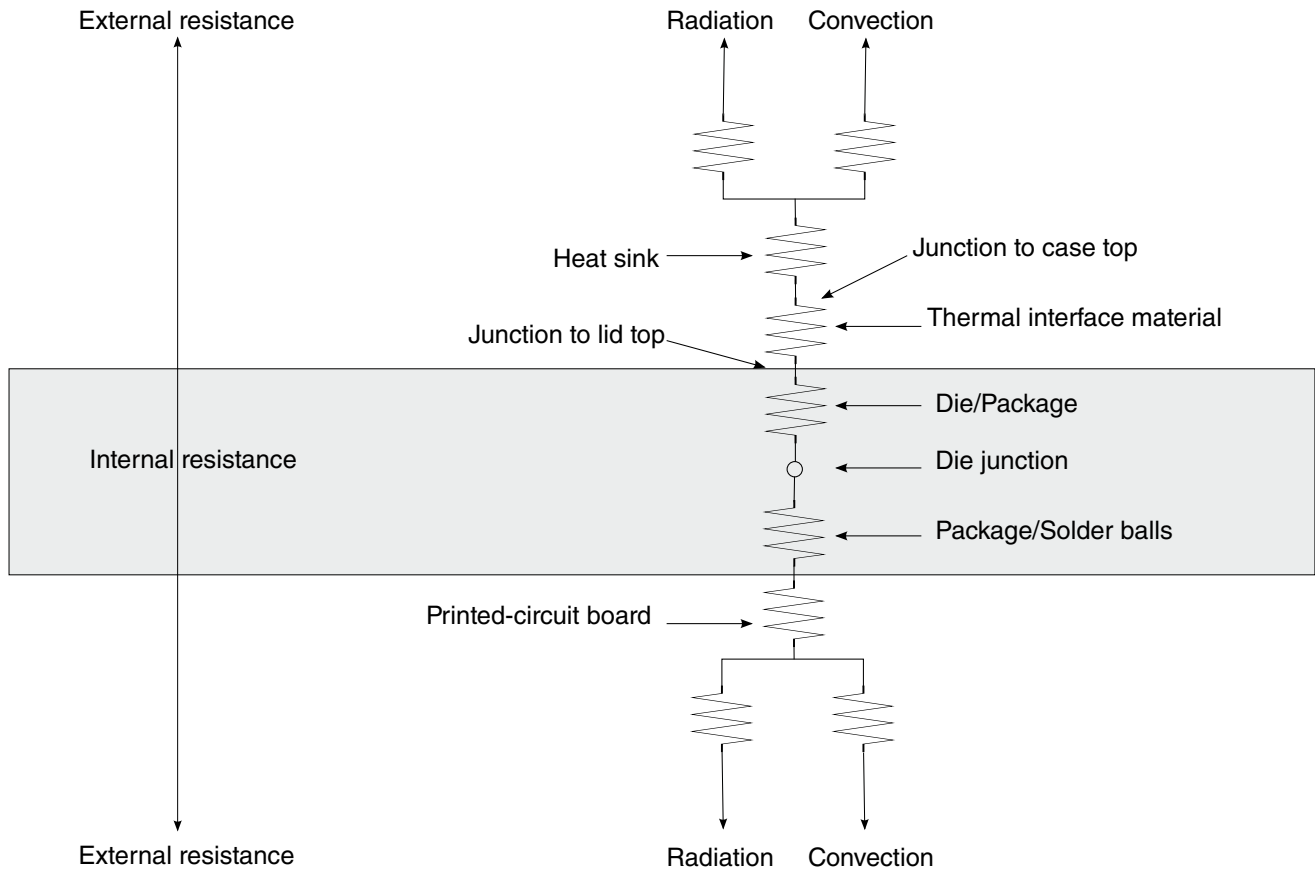 External resistance
Radiation
Convection
Heat sink
Junction to case top
Thermal interface material
Junction to lid top
Die/Package
Internal resistance
Die junction
Package/Solder balls
Printed-circuit board
External resistance
Radiation
Convection